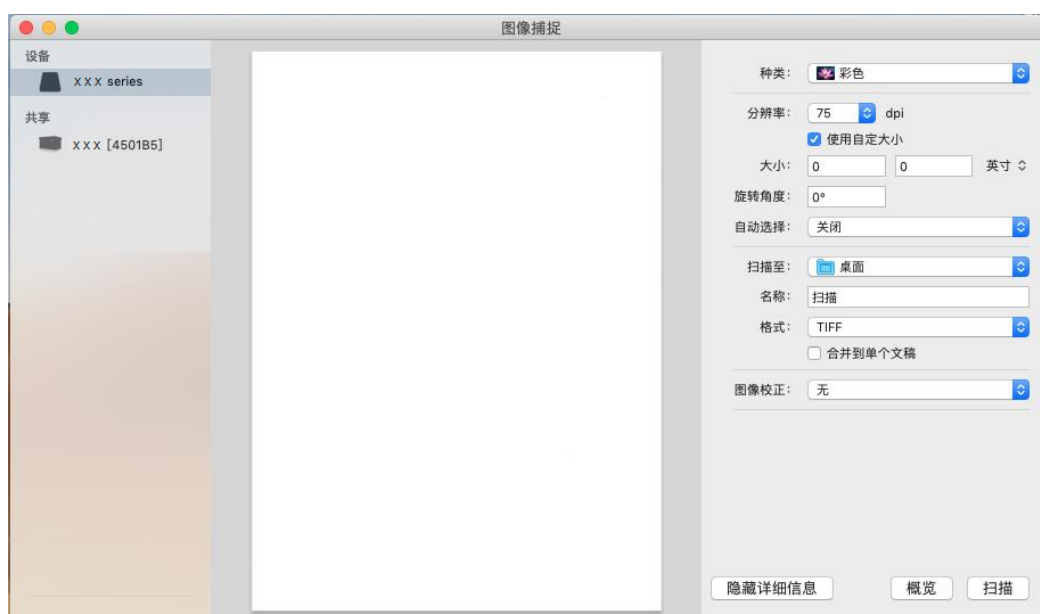 图像捕捉
设备
XXX series
共享
XXX [4501B5]
种类: 彩色
分辨率: 75 dpi
使用自定大小
大小: 0 0 英寸
旋转角度: 0°
自动选择: 关闭
扫描至: 桌面
名称: 扫描
格式: TIFF
合并到单个文稿
图像校正: 无
隐藏详细信息 概览 扫描